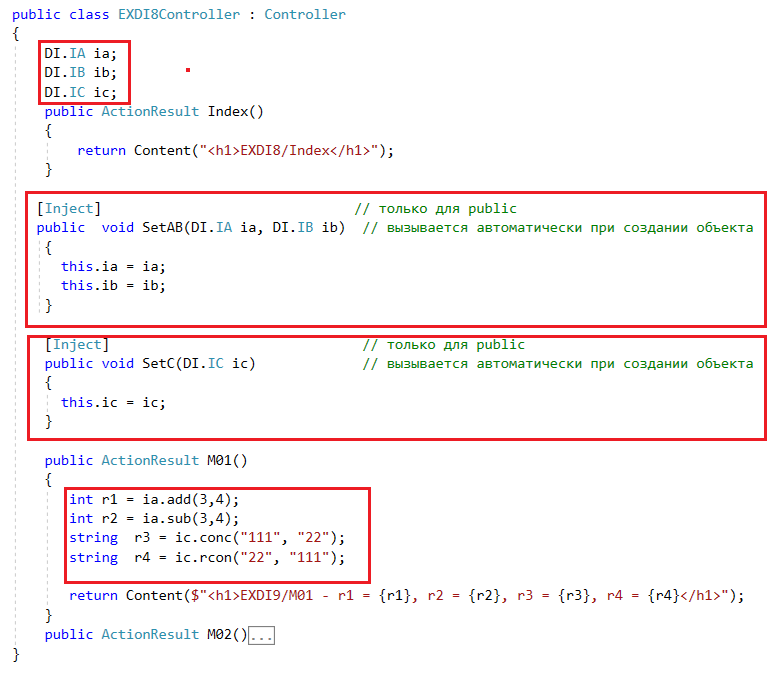 public class EXDI8Controller : Controller
{
DI.IA ia;
DI.IB ib;
DI.IC ic;
public ActionResult Index()
{
return Content("<h1>EXDI8/Index</h1>");
}
[Inject] // только для public
public void SetAB(DI.IA ia, DI.IB ib) // вызывается автоматически при создании объекта
{
this.ia = ia;
this.ib = ib;
}
[Inject] // только для public
public void SetC(DI.IC ic) // вызывается автоматически при создании объекта
{
this.ic = ic;
}
public ActionResult M01()
{
int r1 = ia.add(3,4);
int r2 = ia.sub(3,4);
string r3 = ic.conc("111", "22");
string r4 = ic.rcon("22", "111");
return Content($"<h1>EXDI9/M01 - r1 = {r1}, r2 = {r2}, r3 = {r3}, r4 = {r4}</h1>");
}
public ActionResult M02()...
}